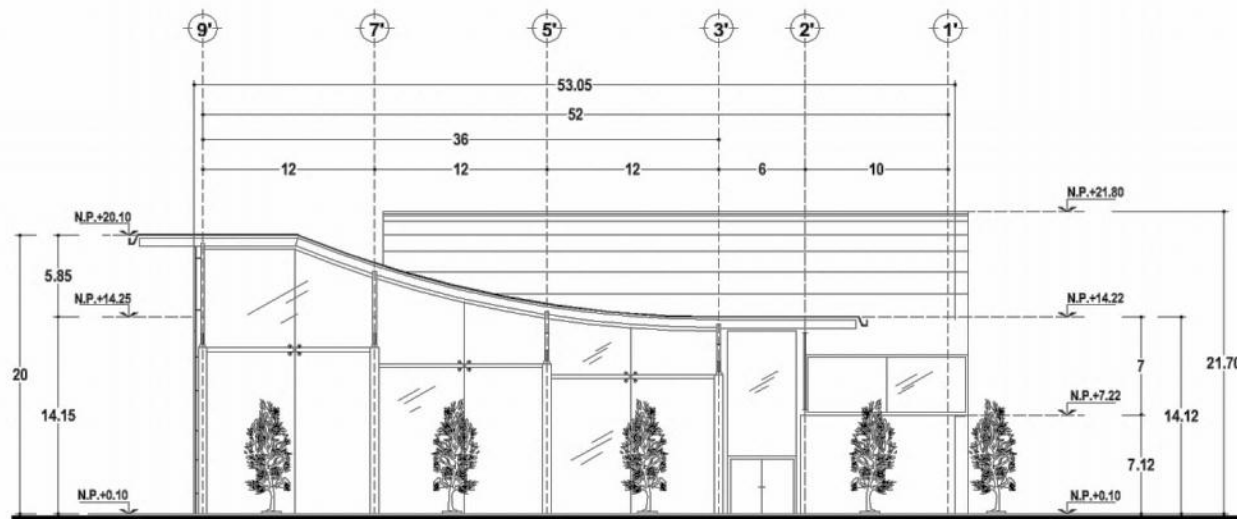 9' 7' 5' 3' 2' 1'
53.05
52
36
12 12 12 6 10
N.P.+21.80
N.P.+20.10
5.85
N.P.+14.25 N.P.+14.22
20 7 21.70
14.15 14.12
N.P.+7.22
7.12
N.P.+0.10 N.P.+0.10